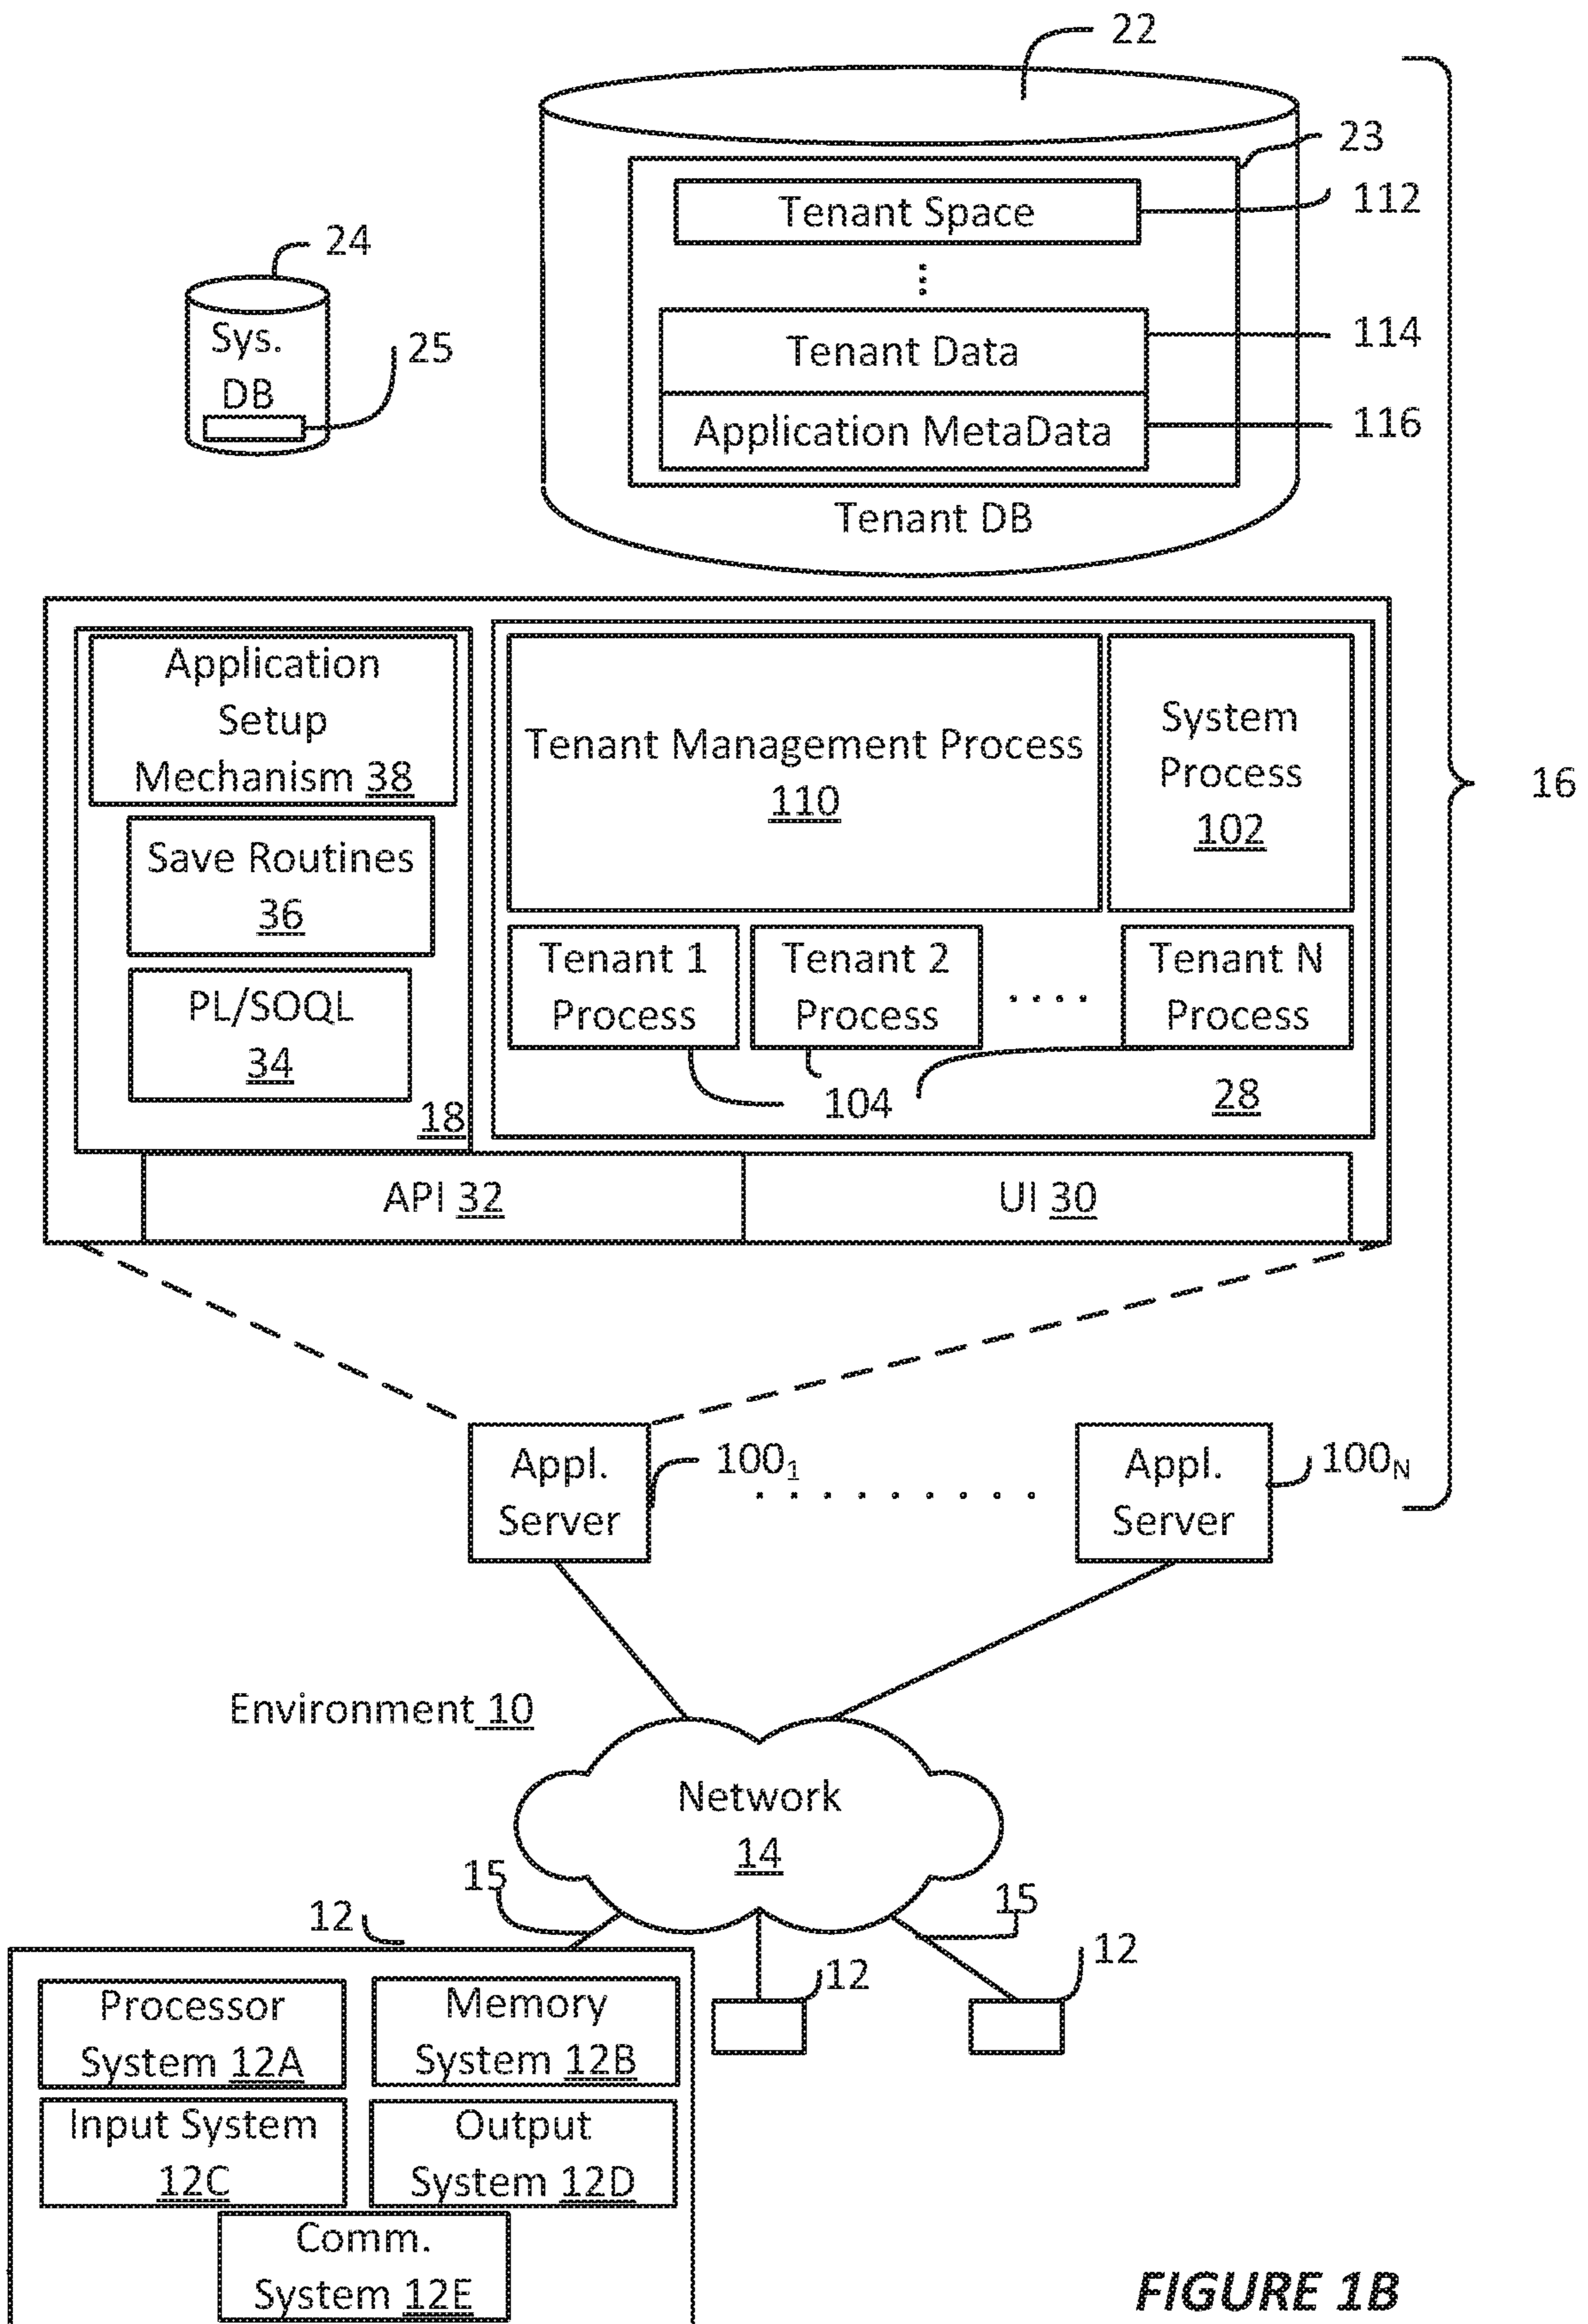 22
23
Tenant Space
112
24
Sys.
DB
25
Tenant Data
114
Application MetaData
116
Tenant DB
Application
Setup
Mechanism 38
Tenant Management Process
110
System
Process
102
16
Save Routines
36
Tenant 1
Process
Tenant 2
Process
. . . .
Tenant N
Process
PL/SOQL
34
18
104
28
API 32
UI 30
Appl.
Server
100₁
. . . . . . . . .
Appl.
Server
100ₙ
Environment 10
Network
14
15
15
12
12
12
Processor
System 12A
Memory
System 12B
Input System
12C
Output
System 12D
Comm.
System 12E
FIGURE 1B